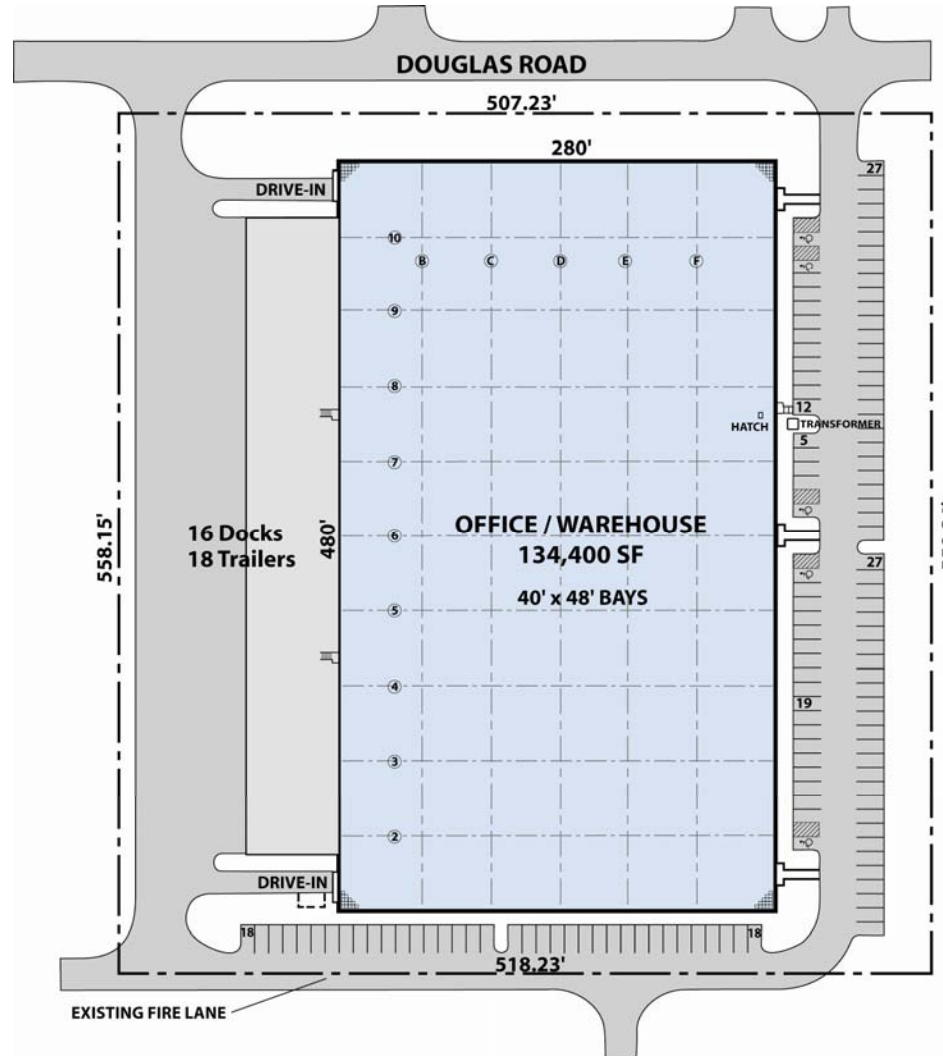 DOUGLAS ROAD
507.23'
280'
DRIVE-IN
27
10
B
C
D
E
F
9
8
12
HATCH
TRANSFORMER
5
7
558.15'
16 Docks
18 Trailers
480'
6
OFFICE / WAREHOUSE
134,400 SF
40' x 48' BAYS
27
5
4
19
3
2
DRIVE-IN
18
18
518.23'
EXISTING FIRE LANE